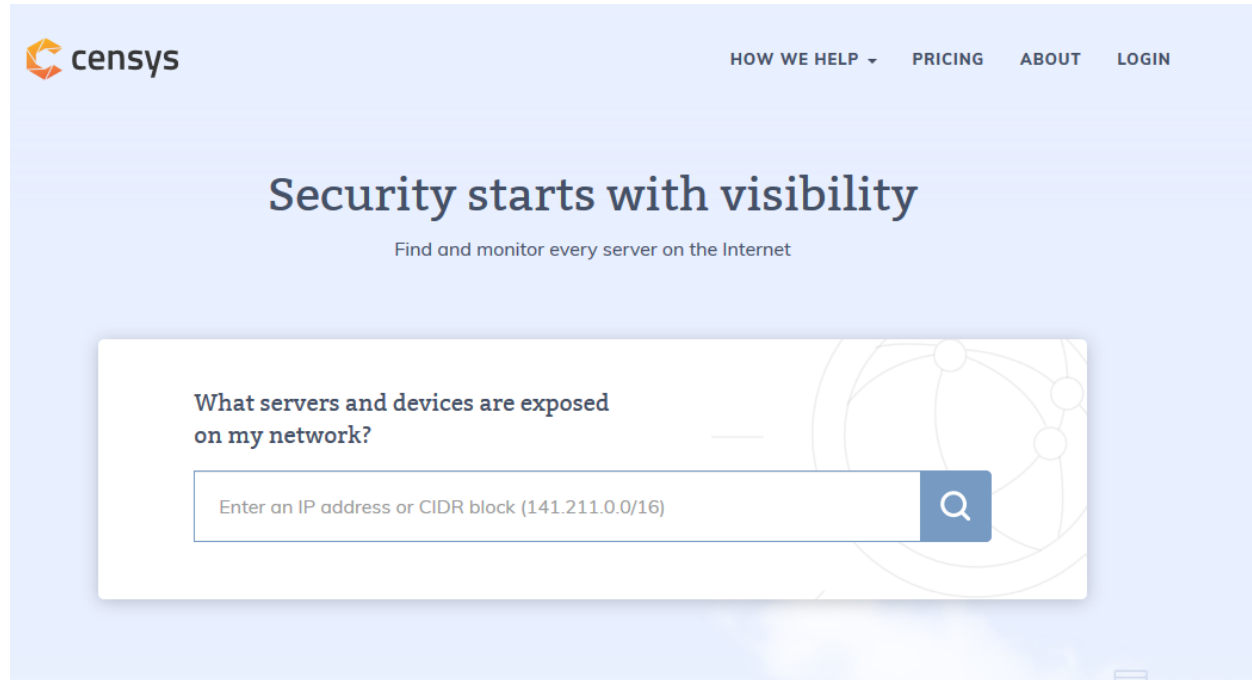 censys
HOW WE HELP PRICING ABOUT LOGIN
Security starts with visibility
Find and monitor every server on the Internet
What servers and devices are exposed
on my network?
Enter an IP address or CIDR block (141.211.0.0/16)